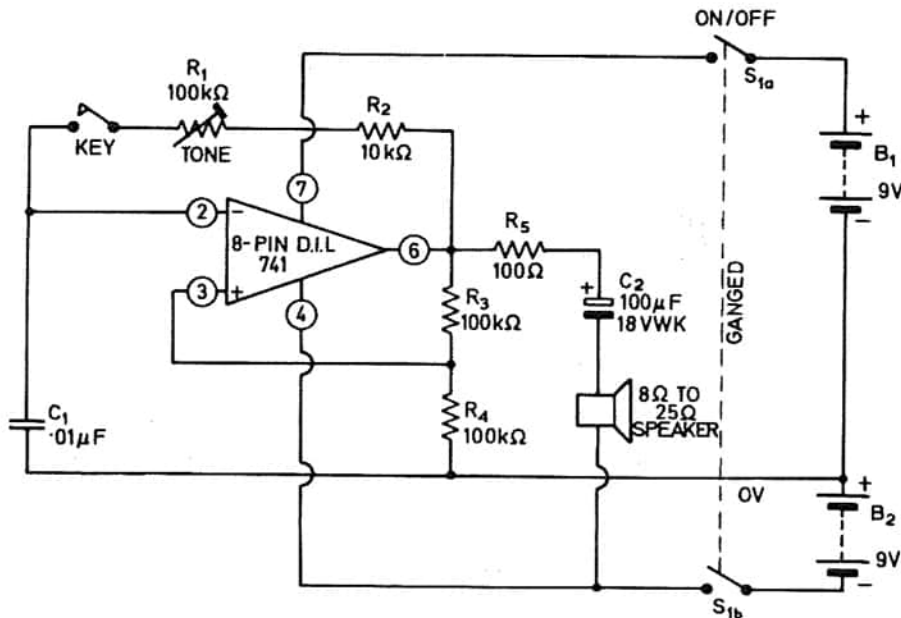 ON/OFF
S1a
R1
100kΩ
TONE
KEY
R2
10kΩ
7
2
-
8-PIN D.I.L
741
3
+
4
6
R5
100Ω
R3
100kΩ
R4
100kΩ
+
C2
100µF
18VWK
8Ω TO
25Ω
SPEAKER
GANGED
+
B1
9V
-
C1
·01µF
0V
+
B2
9V
-
S1b